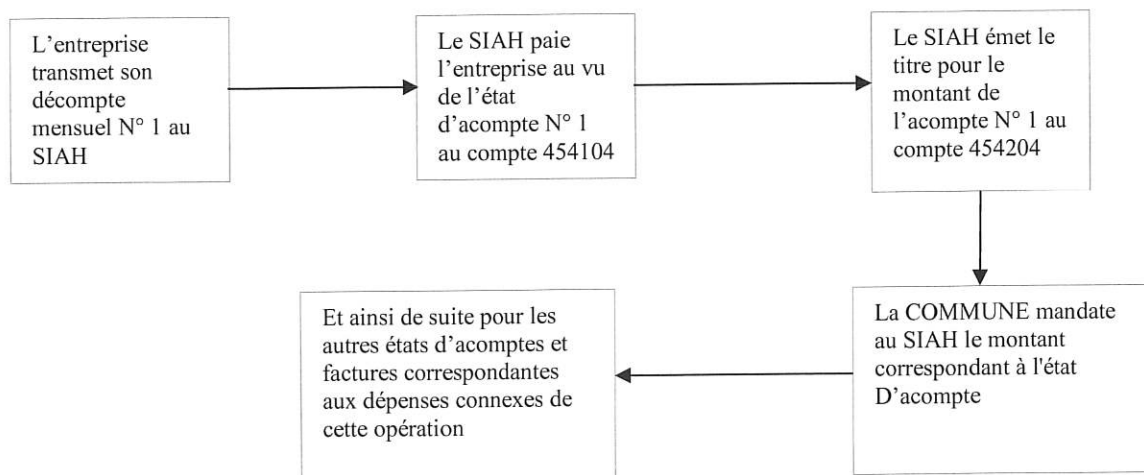 L'entreprise
transmet son
décompte
mensuel N° 1 au
SIAH
Le SIAH paie
l'entreprise au vu
de l'état
d'acompte N° 1
au compte 454104
Le SIAH émet le
titre pour le
montant de
l'acompte N° 1 au
compte 454204
La COMMUNE mandate
au SIAH le montant
correspondant à l'état
D'acompte
Et ainsi de suite pour les
autres états d'acomptes et
factures correspondantes
aux dépenses connexes de
cette opération